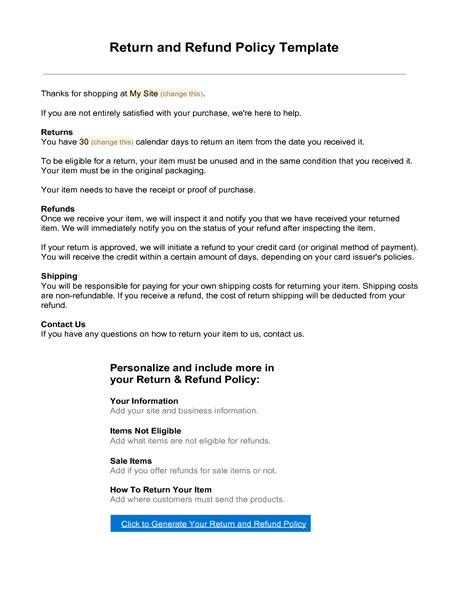 Return and Refund Policy Template
Thanks for shopping at My Site (change this).
If you are not entirely satisfied with your purchase, we're here to help.
Returns
You have 30 (change this) calendar days to return an item from the date you received it.
To be eligible for a return, your item must be unused and in the same condition that you received it.
Your item must be in the original packaging.
Your item needs to have the receipt or proof of purchase.
Refunds
Once we receive your item, we will inspect it and notify you that we have received your returned
item. We will immediately notify you on the status of your refund after inspecting the item.
If your return is approved, we will initiate a refund to your credit card (or original method of payment).
You will receive the credit within a certain amount of days, depending on your card issuer's policies.
Shipping
You will be responsible for paying for your own shipping costs for returning your item. Shipping costs
are non-refundable. If you receive a refund, the cost of return shipping will be deducted from your
refund.
Contact Us
If you have any questions on how to return your item to us, contact us.
Personalize and include more in
your Return & Refund Policy:
Your Information
Add your site and business information.
Items Not Eligible
Add what items are not eligible for refunds.
Sale Items
Add if you offer refunds for sale items or not.
How To Return Your Item
Add where customers must send the products.
Click to Generate Your Return and Refund Policy